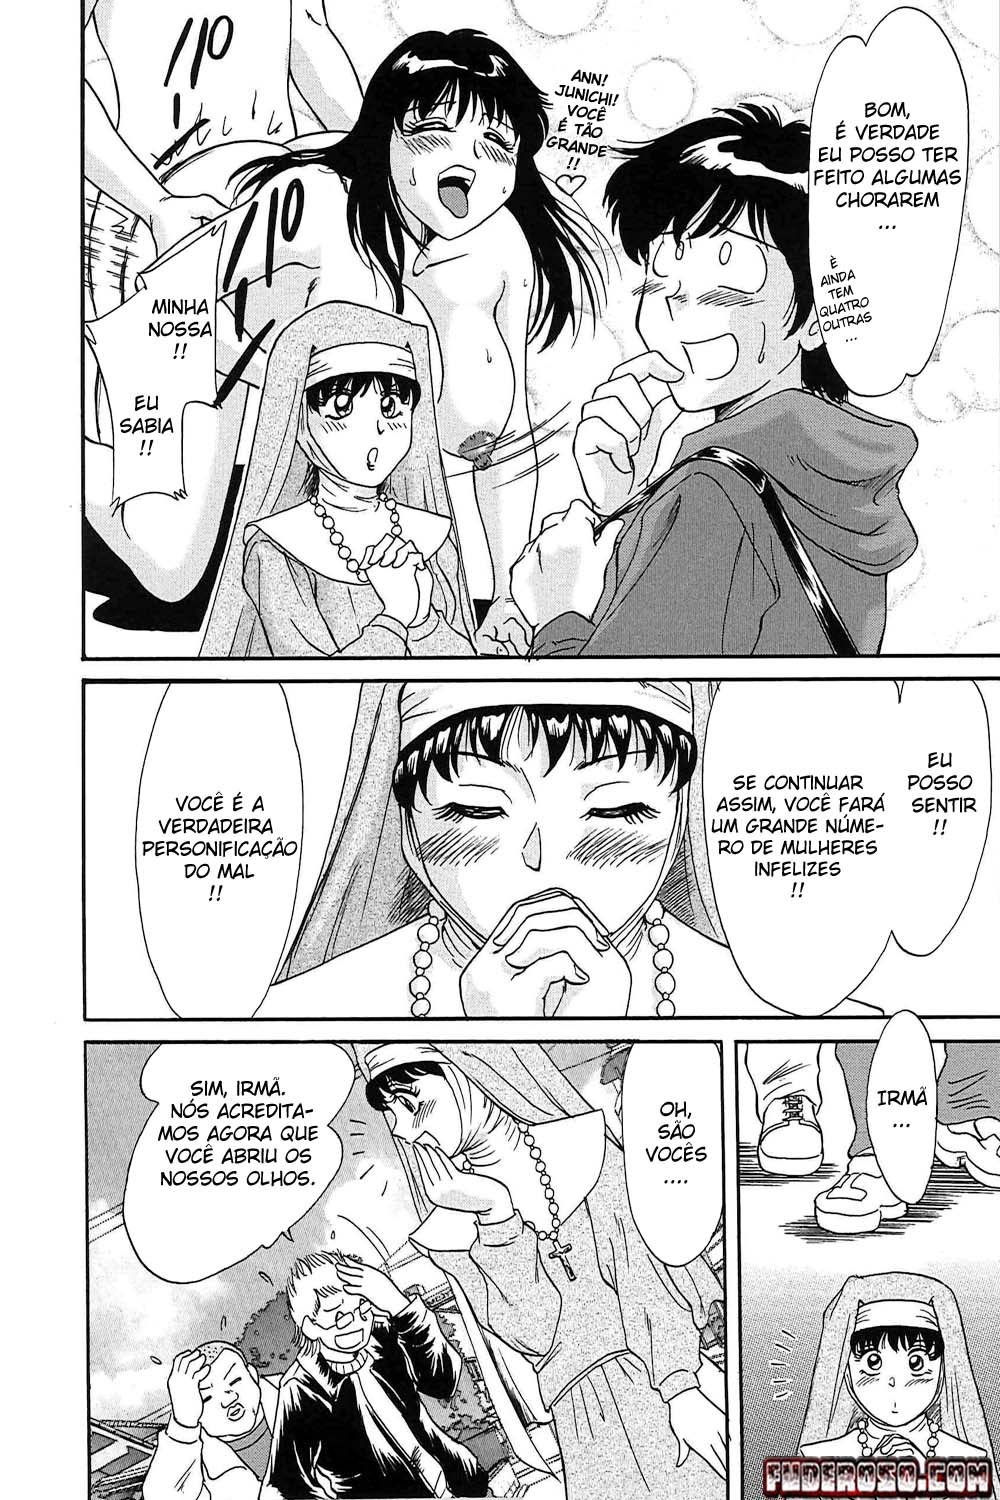 BOM,
É VERDADE
EU POSSO TER
FEITO ALGUMAS
CHORAREM
...
È
AINDA
TEM
QUATRO
OUTRAS
...
ANN!
JUNICHI!
VOCÊ
É TÃO
GRANDE
!!
MINHA
NOSSA
!!
EU
SABIA
!!
EU
POSSO
SENTIR
!!
SE CONTINUAR
ASSIM, VOCÊ FARÁ
UM GRANDE NÚME-
RO DE MULHERES
INFELIZES
!!
VOCÊ É A
VERDADEIRA
PERSONIFICAÇÃO
DO MAL
!!
IRMÃ
...
OH,
SÃO
VOCÊS
....
SIM, IRMÃ.
NÓS ACREDITA-
MOS AGORA QUE
VOCÊ ABRIU OS
NOSSOS OLHOS.
FUDEROSO.COM